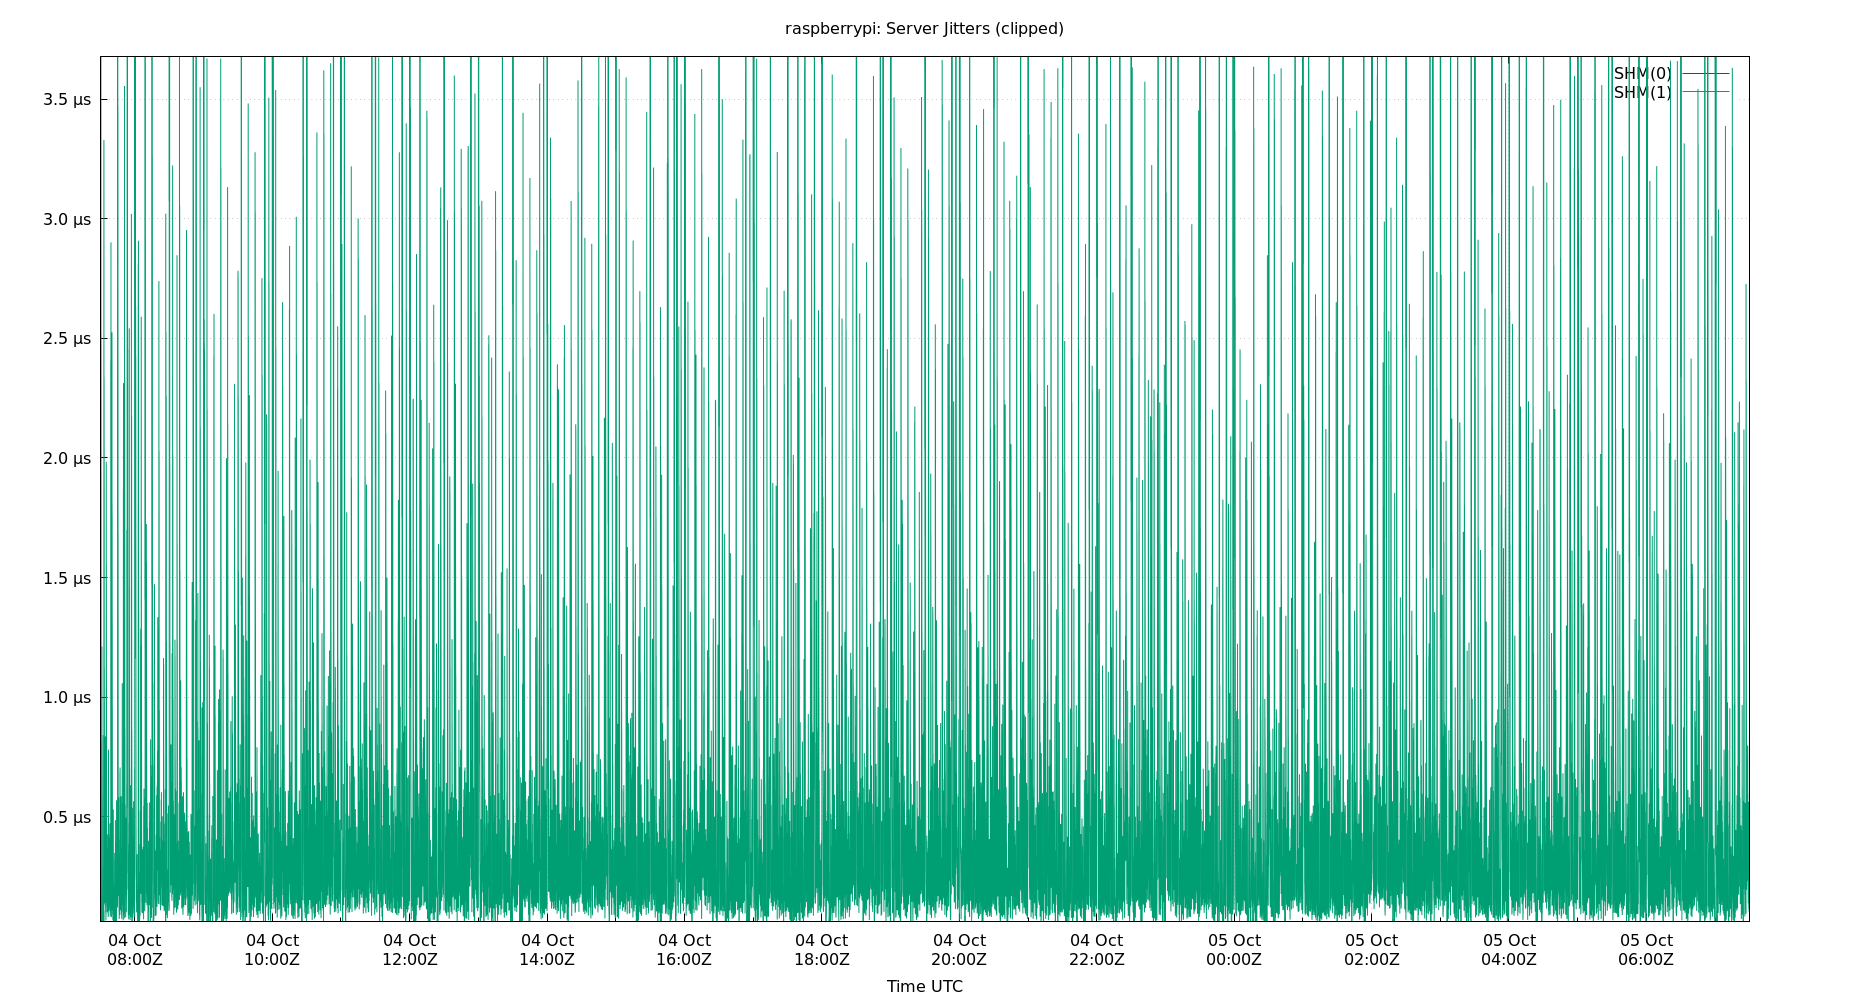 raspberrypi: Server Jitters (clipped)
SHM(0)
SHM(1)
3.5 µs
3.0 µs
2.5 µs
2.0 µs
1.5 µs
1.0 µs
0.5 µs
04 Oct 04 Oct 04 Oct 04 Oct 04 Oct 04 Oct 04 Oct 04 Oct 05 Oct 05 Oct 05 Oct 05 Oct
08:00Z 10:00Z 12:00Z 14:00Z 16:00Z 18:00Z 20:00Z 22:00Z 00:00Z 02:00Z 04:00Z 06:00Z
Time UTC